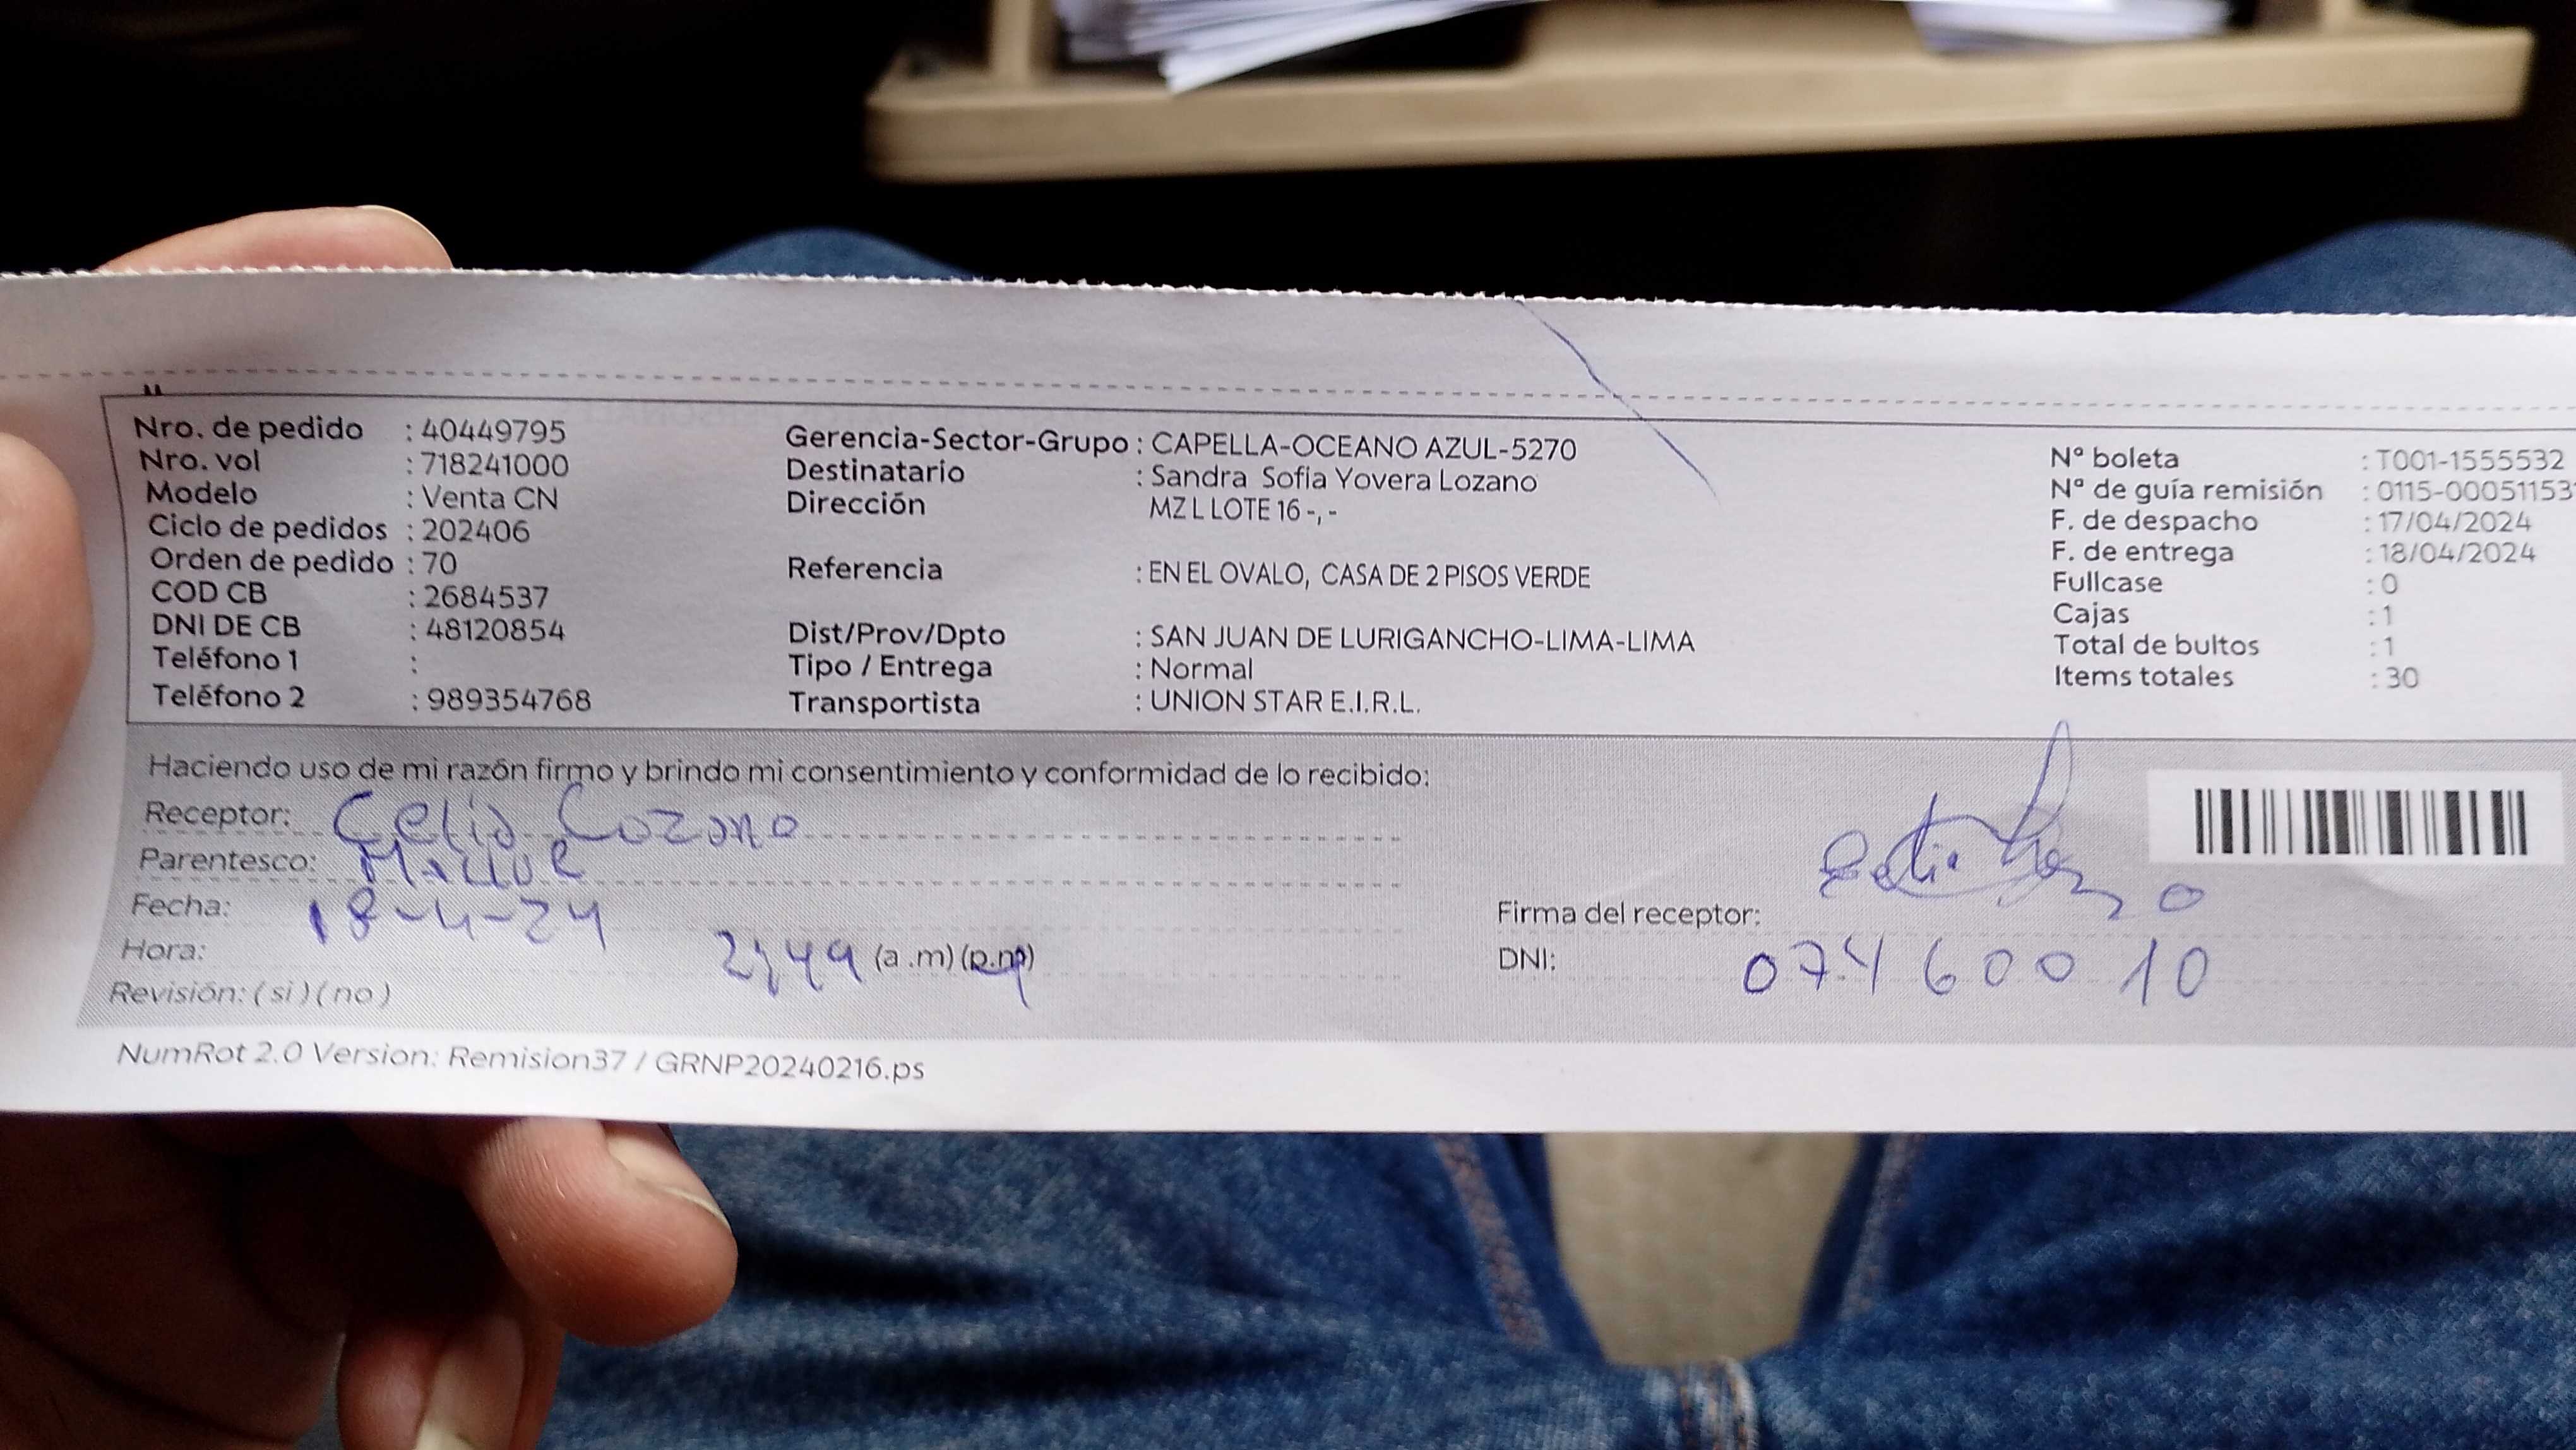 Nro. de pedido : 40449795
Nro. vol : 718241000
Modelo : Venta CN
Ciclo de pedidos : 202406
Orden de pedido : 70
COD CB : 2684537
DNI DE CB : 48120854
Teléfono 1 :
Teléfono 2 : 989354768
Gerencia-Sector-Grupo : CAPELLA-OCEANO AZUL-5270
Destinatario : Sandra Sofia Yovera Lozano
Dirección MZ L LOTE 16 -, -
Referencia : EN EL OVALO, CASA DE 2 PISOS VERDE
Dist/Prov/Dpto : SAN JUAN DE LURIGANCHO-LIMA-LIMA
Tipo / Entrega : Normal
Transportista : UNION STAR E.I.R.L.
Nº boleta : T001-1555532
Nº de guía remisión : 0115-00051153
F. de despacho : 17/04/2024
F. de entrega : 18/04/2024
Fullcase : 0
Cajas : 1
Total de bultos : 1
Items totales : 30
Haciendo uso de mi razón firmo y brindo mi consentimiento y conformidad de lo recibido:
Receptor: Lozano
Parentesco:
Fecha: 18-4-24
Hora: 2;49 (a.m) (p.m)
Revisión: ( si ) ( no )
Firma del receptor:
DNI: 07460010
NumRot 2.0 Version: Remision37 / GRNP20240216.ps